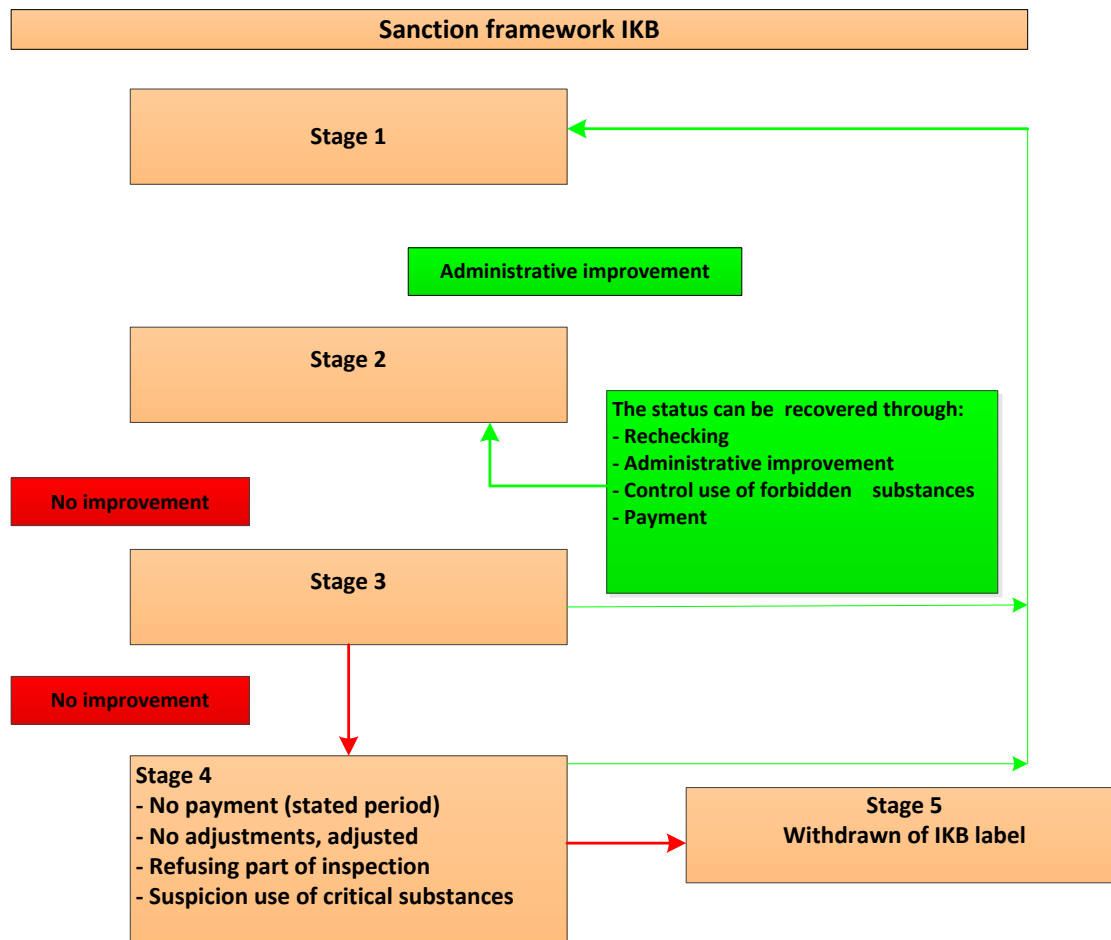 Sanction framework IKB
Stage 1
Administrative improvement
Stage 2
The status can be recovered through:
- Rechecking
- Administrative improvement
- Control use of forbidden substances
- Payment
No improvement
Stage 3
No improvement
Stage 4
- No payment (stated period)
- No adjustments, adjusted
- Refusing part of inspection
- Suspicion use of critical substances
Stage 5
Withdrawn of IKB label